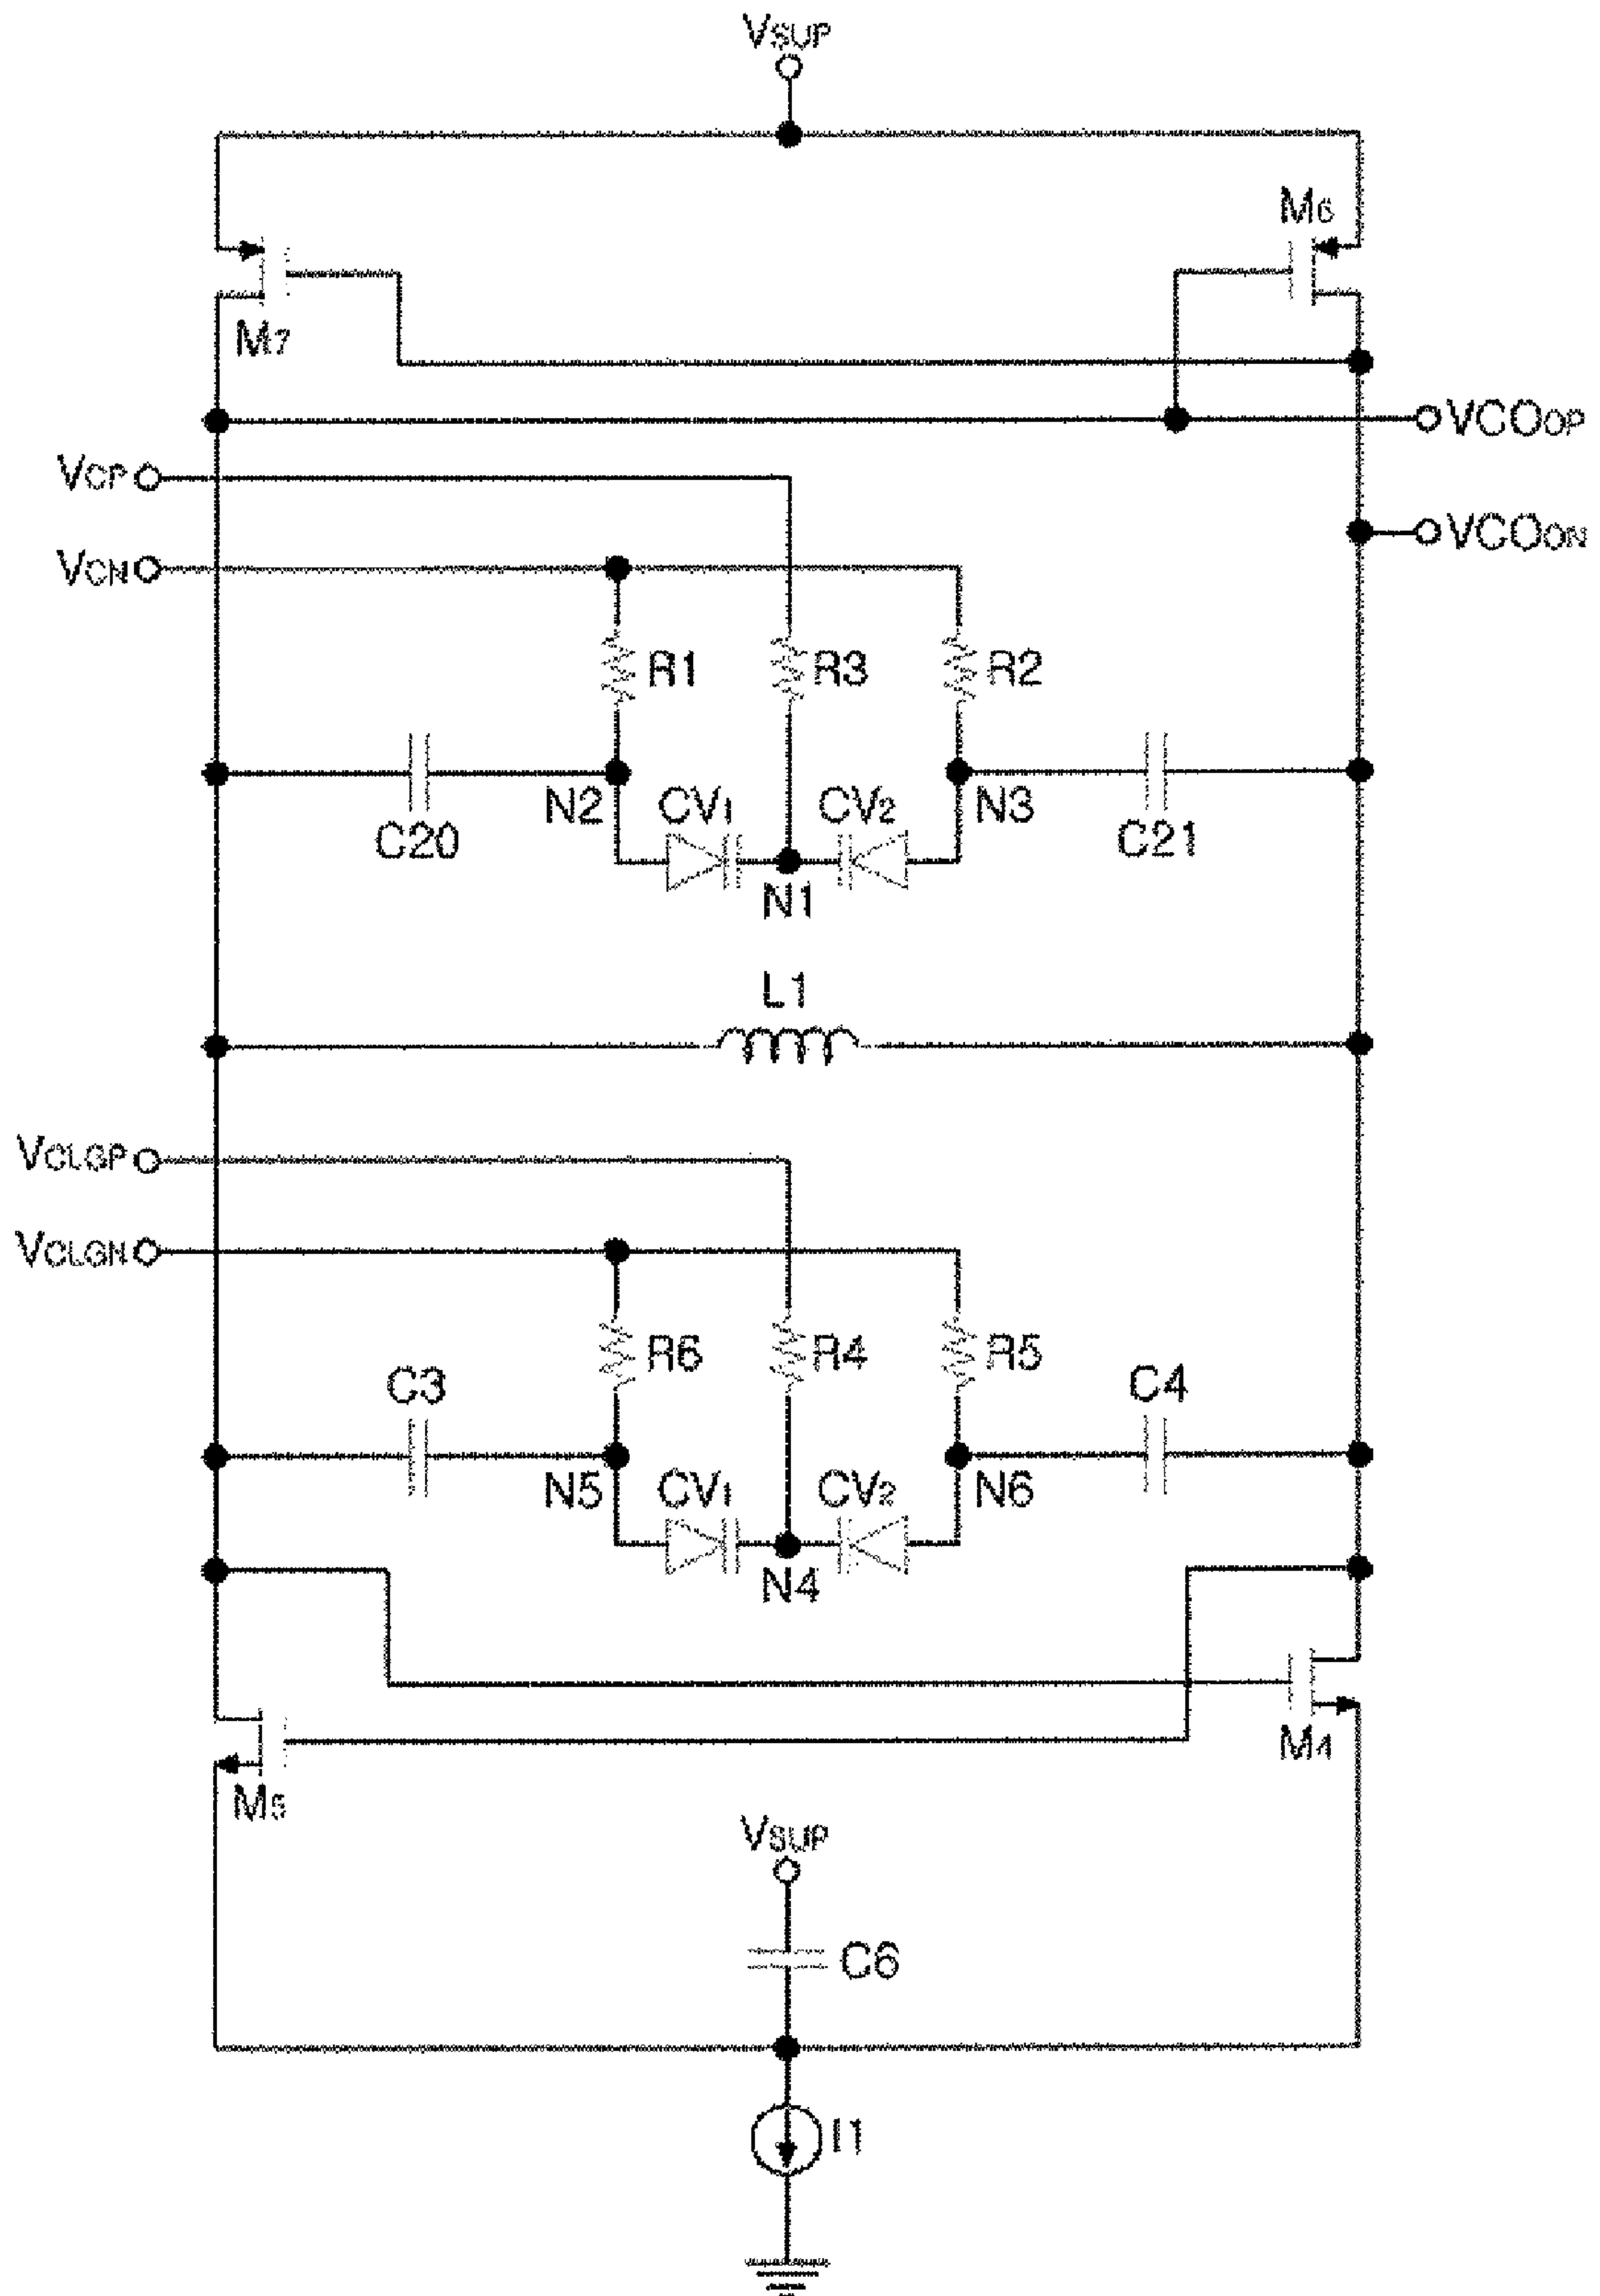 VSUP
M6
M7
VCOOP
VCP
VCOON
VCN
R1
R3
R2
N2
CV1
CV2
N3
C20
C21
N1
L1
VCLGP
VCLGN
R6
R4
R5
C3
C4
N5
CV1
CV2
N6
N4
M4
M5
VSUP
C6
I1